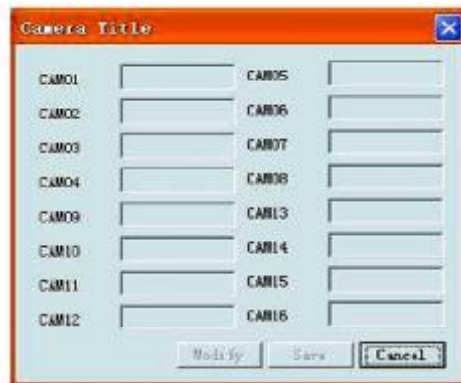 Camera Title
CAM01 CAM05
CAM02 CAM06
CAM03 CAM07
CAM04 CAM08
CAM09 CAM13
CAM10 CAM14
CAM11 CAM15
CAM12 CAM16
Modify Save Cancel